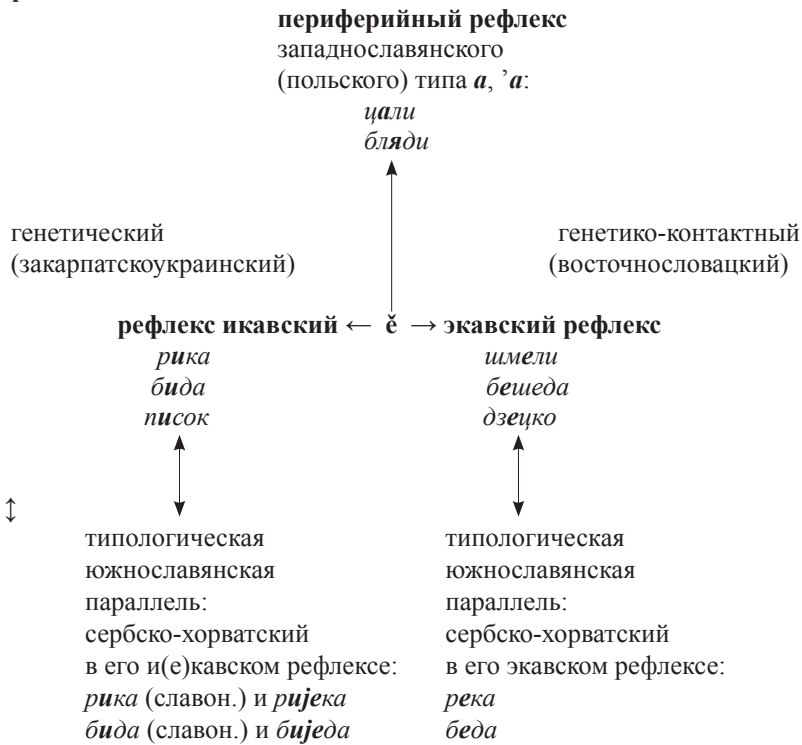 периферийный рефлекс
западнославянского
(польского) типа а, ’а:
цали
бляди
генетический
(закарпатскоукраинский)
генетико-контактный
(восточнословацкий)
рефлекс икавский ← ě → экавский рефлекс
рика
бида
писок
шмели
бешеда
дзецко
↕
типологическая
южнославянская
параллель:
сербско-хорватский
в его и(е)кавском рефлексе:
рика (славон.) и риjека
бида (славон.) и биjеда
типологическая
южнославянская
параллель:
сербско-хорватский
в его экавском рефлексе:
река
беда